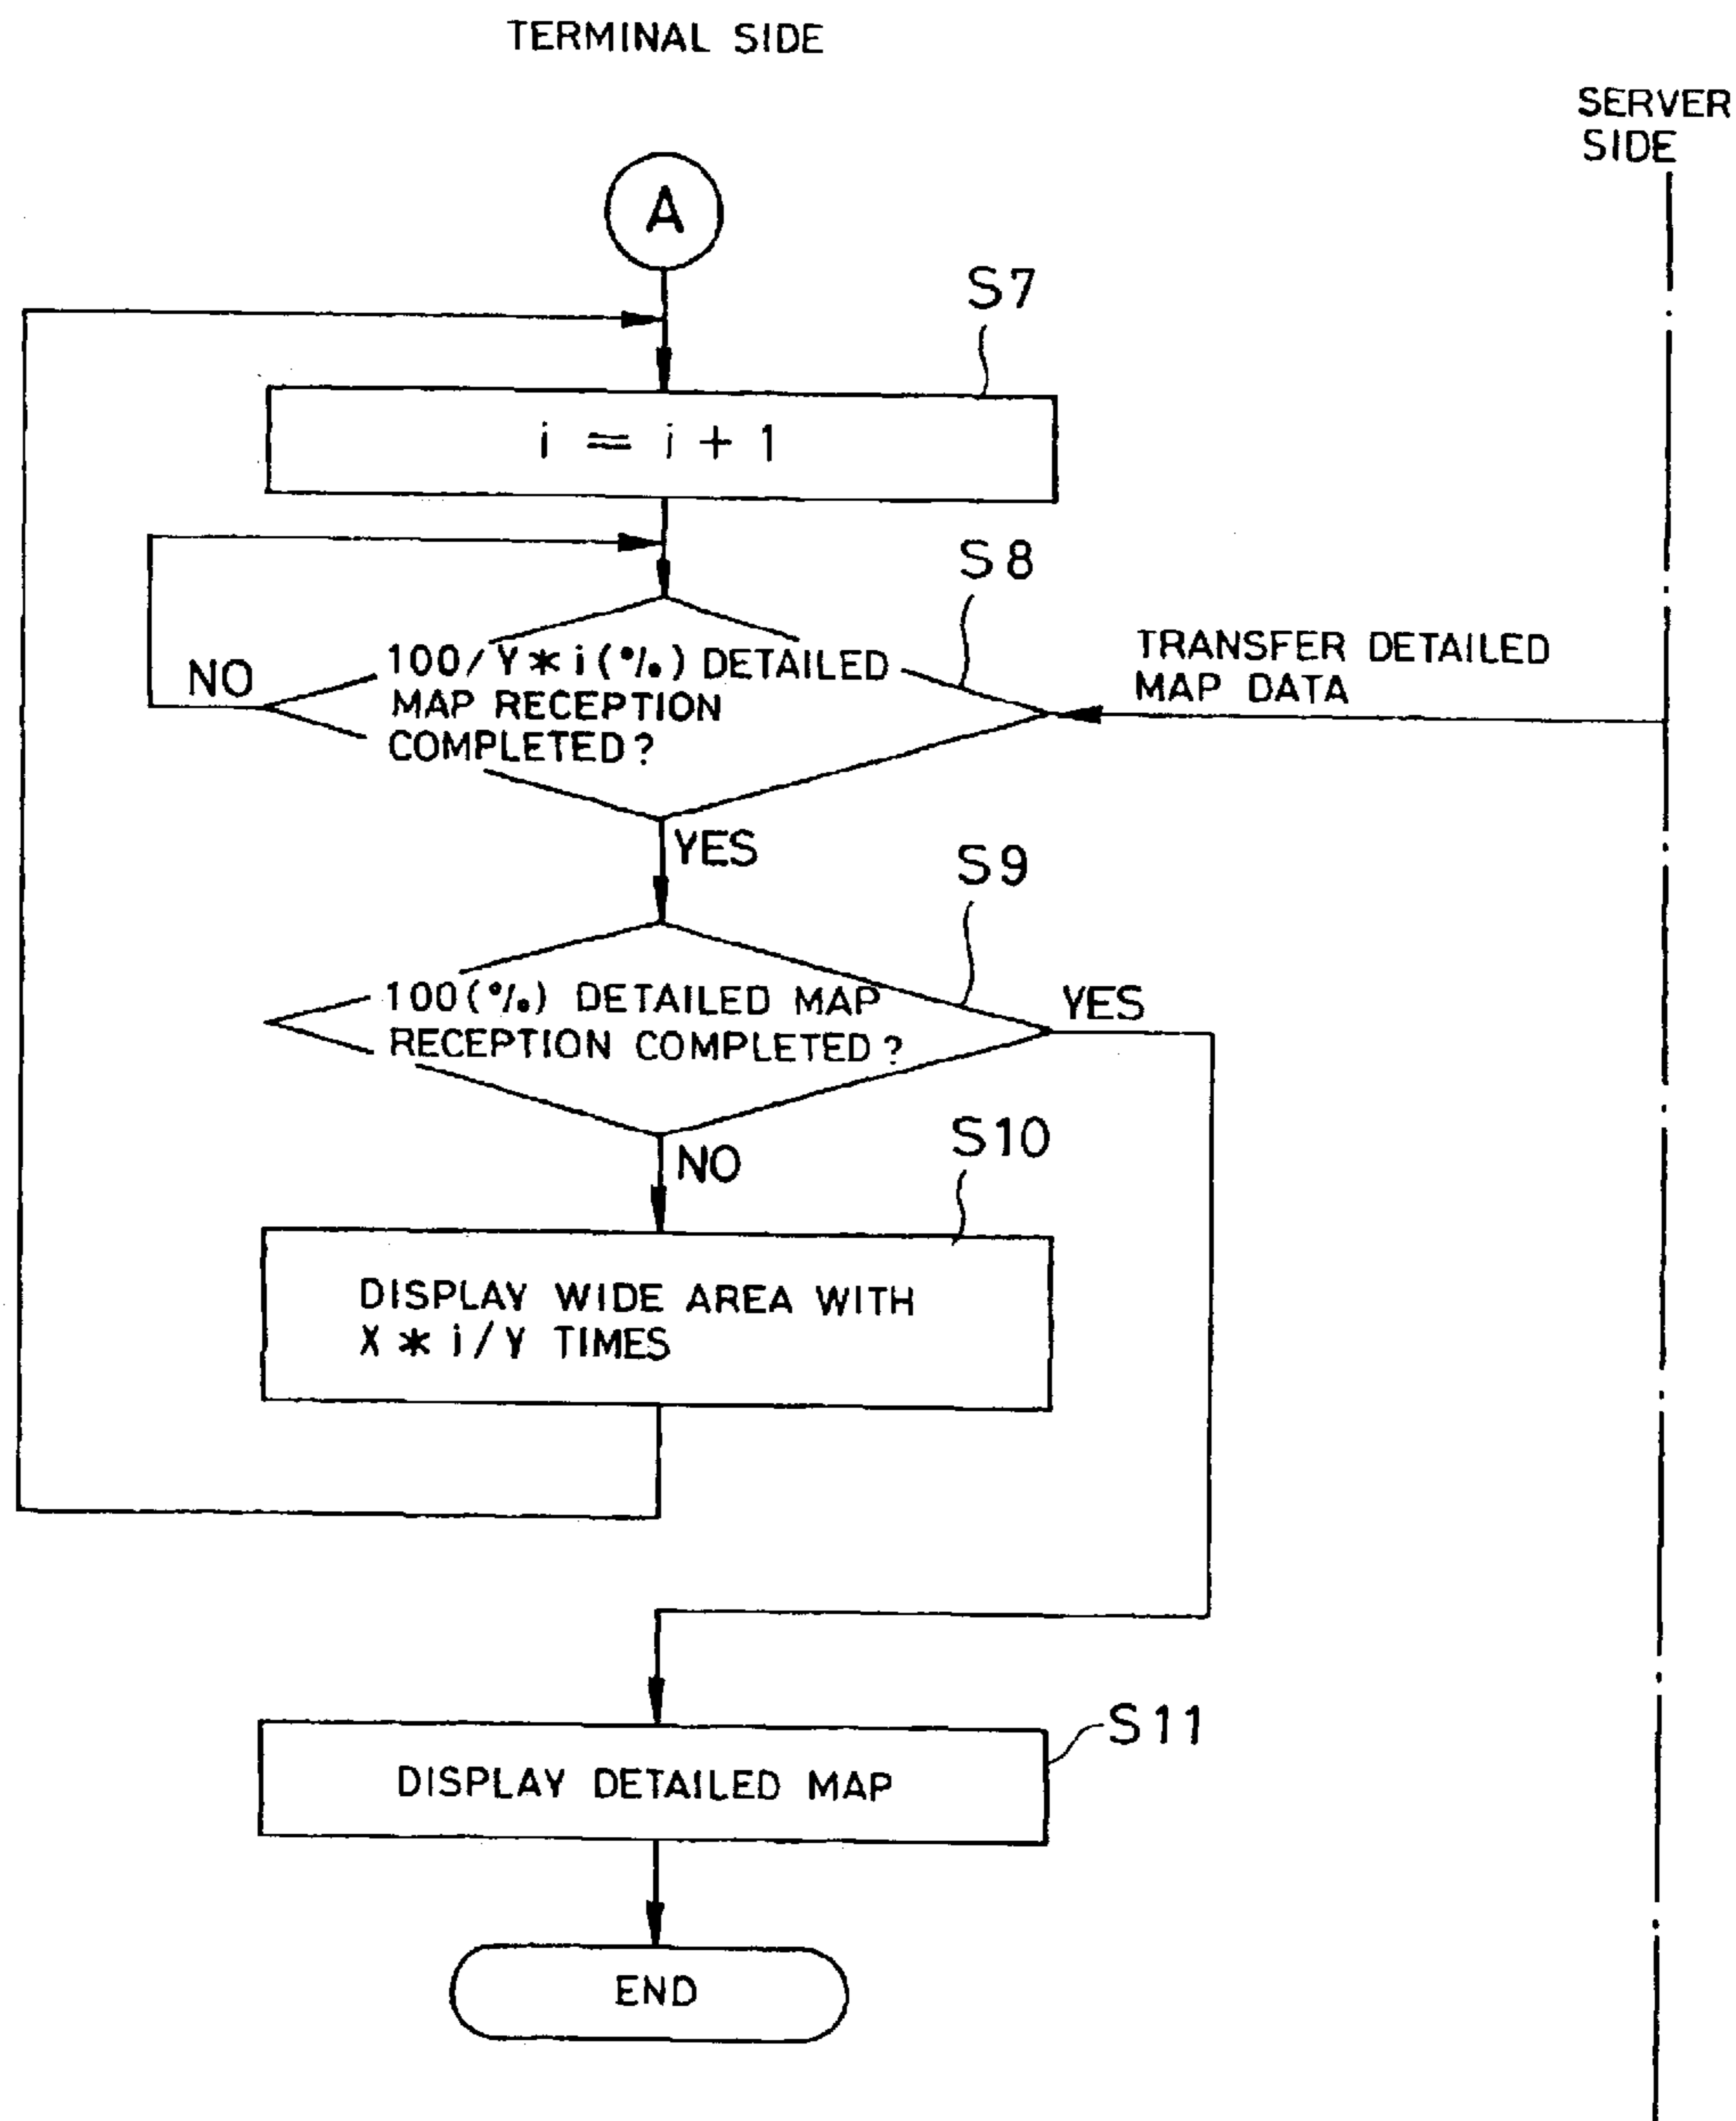 TERMINAL SIDE
SERVER
SIDE
A
S7
i = i + 1
S8
100/Y*i(%) DETAILED
MAP RECEPTION
COMPLETED?
NO
TRANSFER DETAILED
MAP DATA
YES
S9
100(%) DETAILED MAP
RECEPTION COMPLETED?
YES
NO
S10
DISPLAY WIDE AREA WITH
X * i/Y TIMES
S11
DISPLAY DETAILED MAP
END